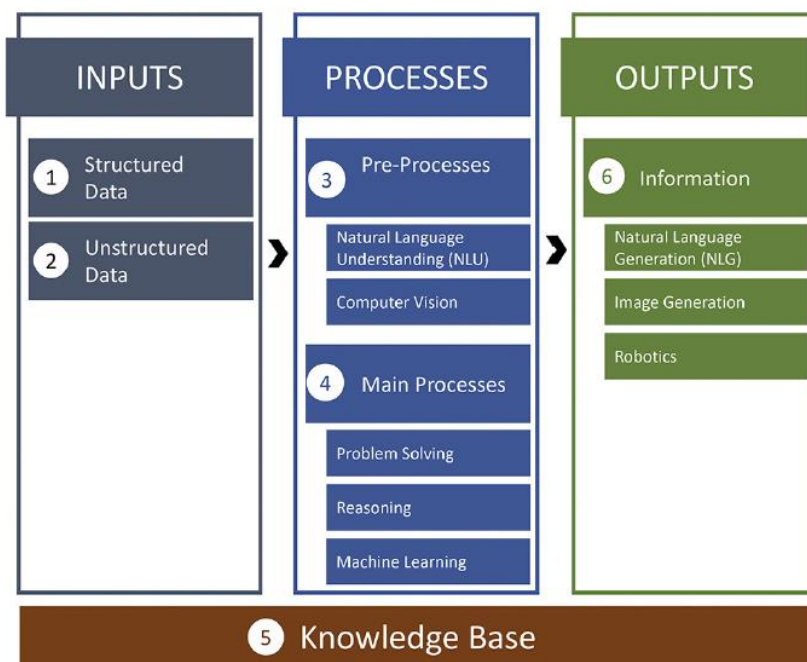 INPUTS
1
Structured
Data
2
Unstructured
Data
PROCESSES
3
Pre-Processes
Natural Language
Understanding (NLU)
Computer Vision
4
Main Processes
Problem Solving
Reasoning
Machine Learning
OUTPUTS
6
Information
Natural Language
Generation (NLG)
Image Generation
Robotics
5 Knowledge Base